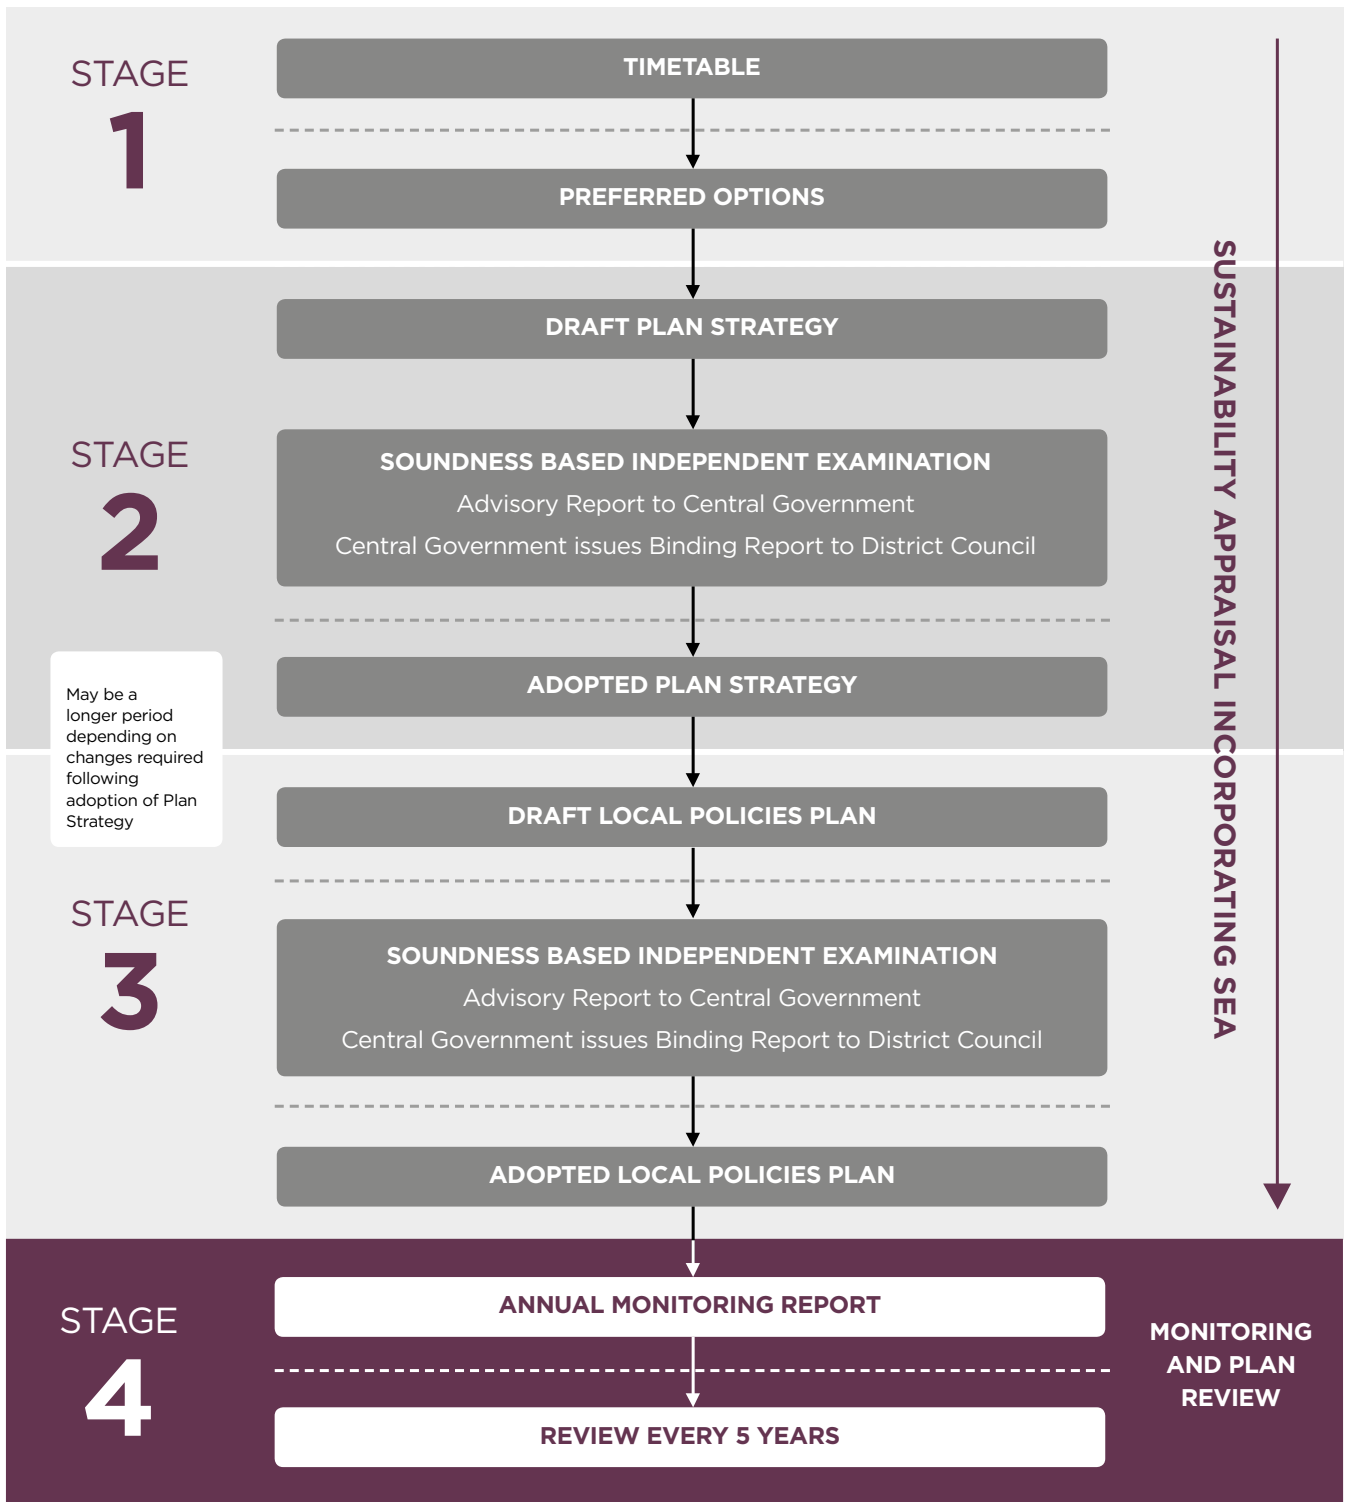 STAGE
1
TIMETABLE
PREFERRED OPTIONS
STAGE
2
DRAFT PLAN STRATEGY
SOUNDNESS BASED INDEPENDENT EXAMINATION
Advisory Report to Central Government
Central Government issues Binding Report to District Council
ADOPTED PLAN STRATEGY
May be a
longer period
depending on
changes required
following
adoption of Plan
Strategy
STAGE
3
DRAFT LOCAL POLICIES PLAN
SOUNDNESS BASED INDEPENDENT EXAMINATION
Advisory Report to Central Government
Central Government issues Binding Report to District Council
ADOPTED LOCAL POLICIES PLAN
SUSTAINABILITY APPRAISAL INCORPORATING SEA
STAGE
4
ANNUAL MONITORING REPORT
REVIEW EVERY 5 YEARS
MONITORING
AND PLAN
REVIEW